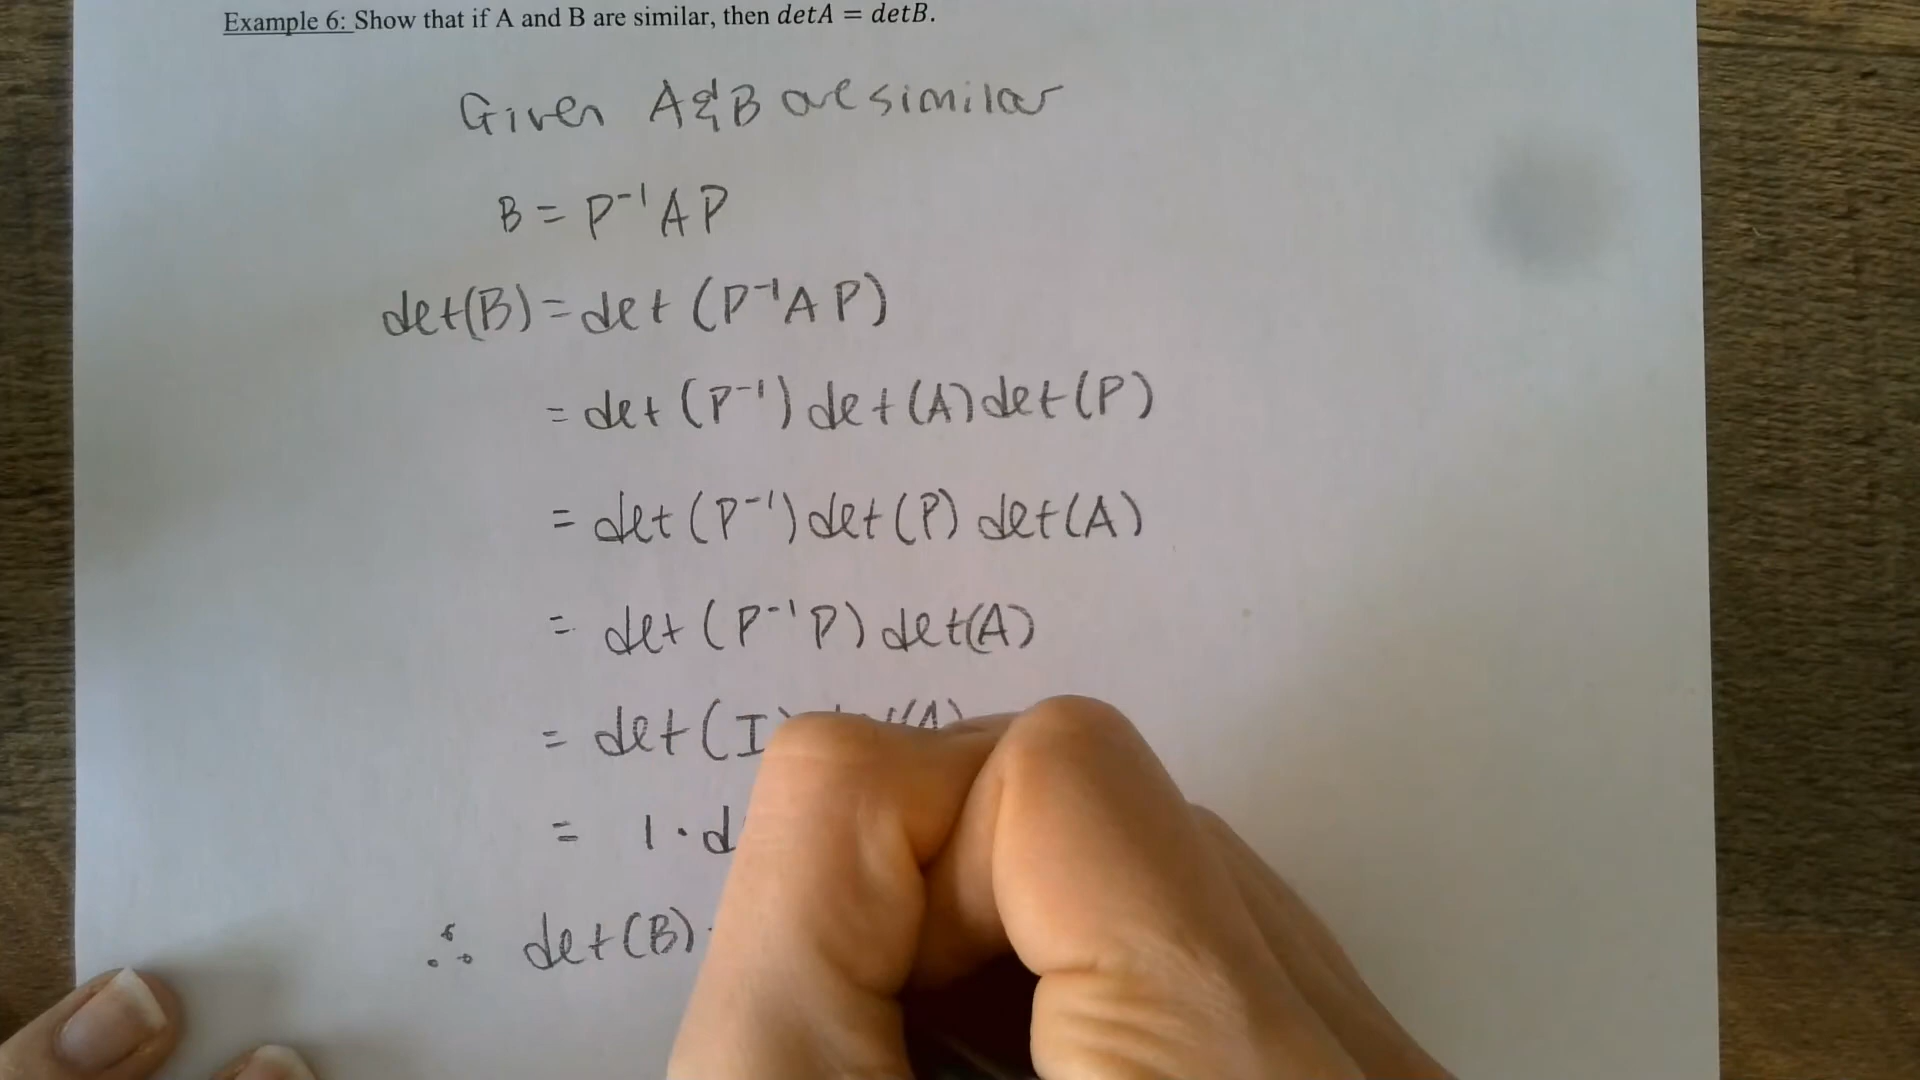 Example 6: Show that if A and B are similar, then detA = detB.
Given A & B are similar
B = P⁻¹AP
det(B) = det (P⁻¹AP)
= det (P⁻¹) det(A) det(P)
= det (P⁻¹) det(P) det(A)
= det (P⁻¹P) det(A)
= det (I) det(A)
= 1 ·
∴ det(B)